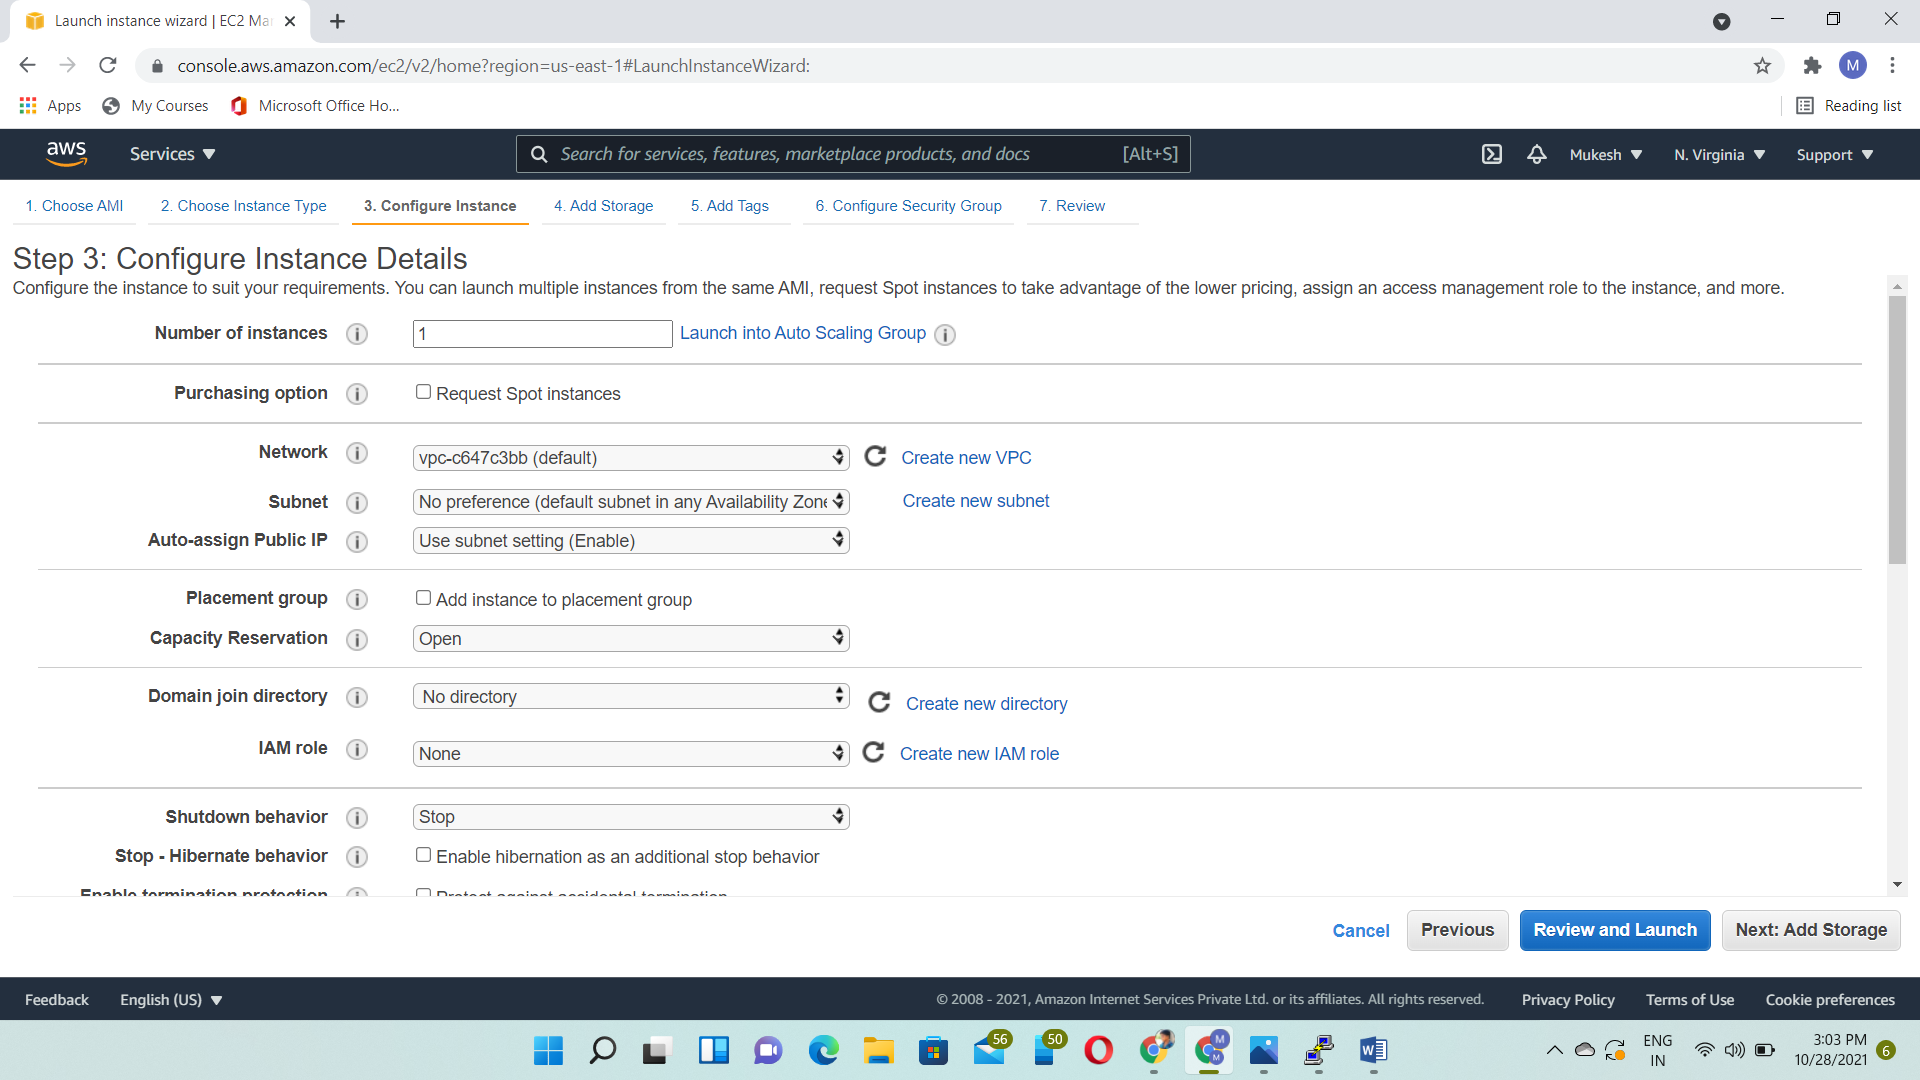 Launch instance wizard | EC2 Mar
console.aws.amazon.com/ec2/v2/home?region=us-east-1#LaunchInstanceWizard:
M
Apps
My Courses
Microsoft Office Ho...
Reading list
aws
Services
Search for services, features, marketplace products, and docs
[Alt+S]
Mukesh
N. Virginia
Support
1. Choose AMI
2. Choose Instance Type
3. Configure Instance
4. Add Storage
5. Add Tags
6. Configure Security Group
7. Review
Step 3: Configure Instance Details
Configure the instance to suit your requirements. You can launch multiple instances from the same AMI, request Spot instances to take advantage of the lower pricing, assign an access management role to the instance, and more.
Number of instances
1
Launch into Auto Scaling Group
Purchasing option
Request Spot instances
Network
vpc-c647c3bb (default)
Create new VPC
Subnet
No preference (default subnet in any Availability Zone
Create new subnet
Auto-assign Public IP
Use subnet setting (Enable)
Placement group
Add instance to placement group
Capacity Reservation
Open
Domain join directory
No directory
Create new directory
IAM role
None
Create new IAM role
Shutdown behavior
Stop
Stop - Hibernate behavior
Enable hibernation as an additional stop behavior
Enable termination protection
Protect against accidental termination
Cancel
Previous
Review and Launch
Next: Add Storage
Feedback
English (US)
© 2008 - 2021, Amazon Internet Services Private Ltd. or its affiliates. All rights reserved.
Privacy Policy
Terms of Use
Cookie preferences
56
50
M
M
ENG
IN
3:03 PM
10/28/2021
6